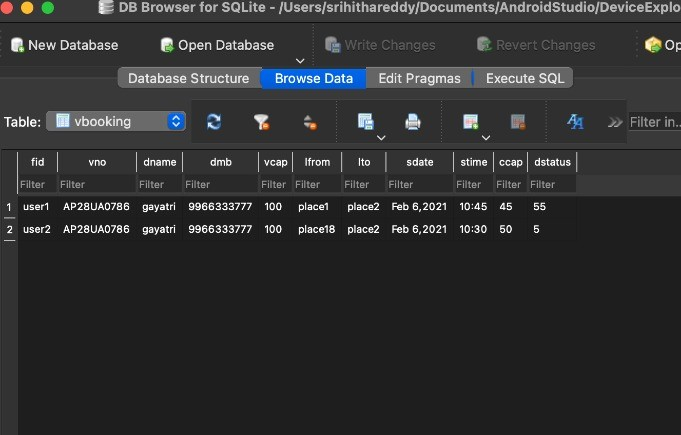 DB Browser for SQLite - /Users/srihithareddy/Documents/AndroidStudio/DeviceExplo
New Database Open Database Write Changes Revert Changes Op
Database Structure Browse Data Edit Pragmas Execute SQL
Table: vbooking Filter in...
fid vno dname dmb vcap lfrom lto sdate stime ccap dstatus
Filter Filter Filter Filter Filter Filter Filter Filter Filter Filter Filter
1 user1 AP28UA0786 gayatri 9966333777 100 place1 place2 Feb 6,2021 10:45 45 55
2 user2 AP28UA0786 gayatri 9966333777 100 place18 place2 Feb 6,2021 10:30 50 5